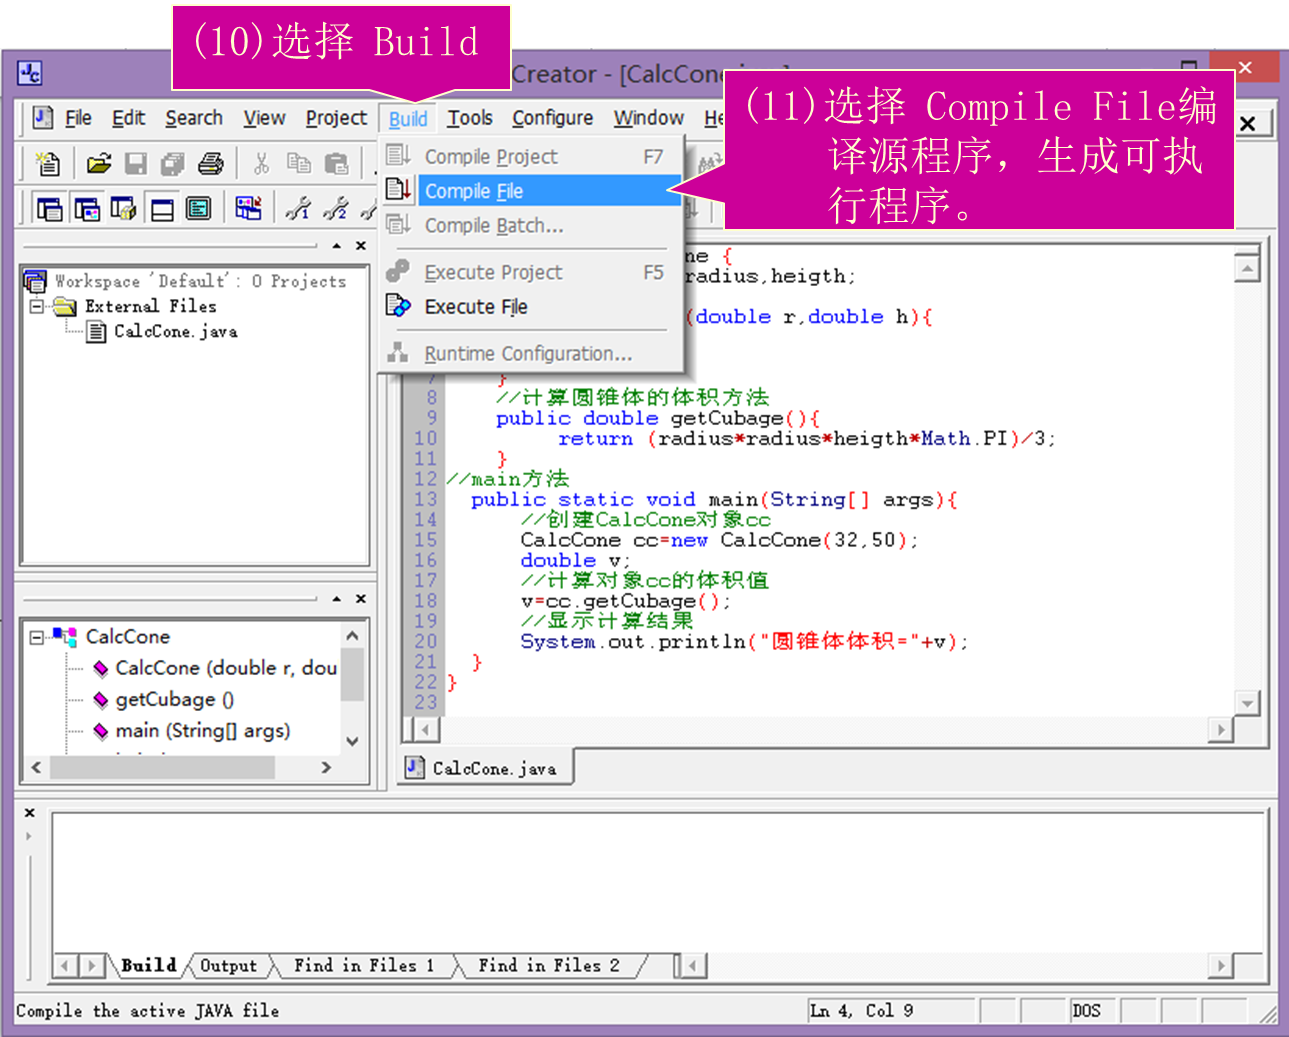 (10)选择 Build
Creator - [CalcCone.java]
(11)选择 Compile File编
译源程序，生成可执
行程序。
File Edit Search View Project Build Tools Configure Window He
Compile Project F7
Compile File
Compile Batch...
Execute Project F5
Execute File
Runtime Configuration...
Workspace 'Default': 0 Projects
External Files
CalcCone.java
ne {
radius,heigth;
(double r,double h){
7 }
8 //计算圆锥体的体积方法
9 public double getCubage(){
10 return (radius*radius*heigth*Math.PI)/3;
11 }
12 //main方法
13 public static void main(String[] args){
14 //创建CalcCone对象cc
15 CalcCone cc=new CalcCone(32,50);
16 double v;
17 //计算对象cc的体积值
18 v=cc.getCubage();
19 //显示计算结果
20 System.out.println("圆锥体体积="+v);
21 }
22 }
23
CalcCone
CalcCone (double r, dou
getCubage ()
main (String[] args)
CalcCone.java
Build Output Find in Files 1 Find in Files 2
Compile the active JAVA file
Ln 4, Col 9
DOS